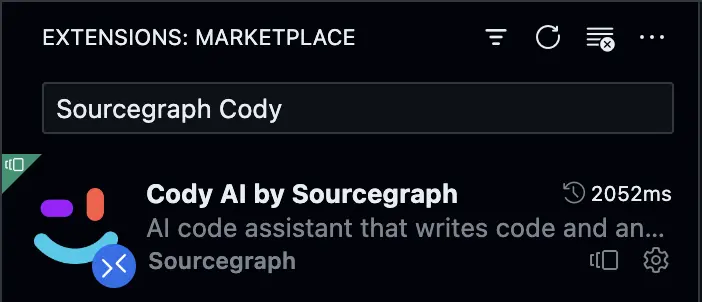 EXTENSIONS: MARKETPLACE
Sourcegraph Cody
Cody AI by Sourcegraph 2052ms
AI code assistant that writes code and an...
Sourcegraph